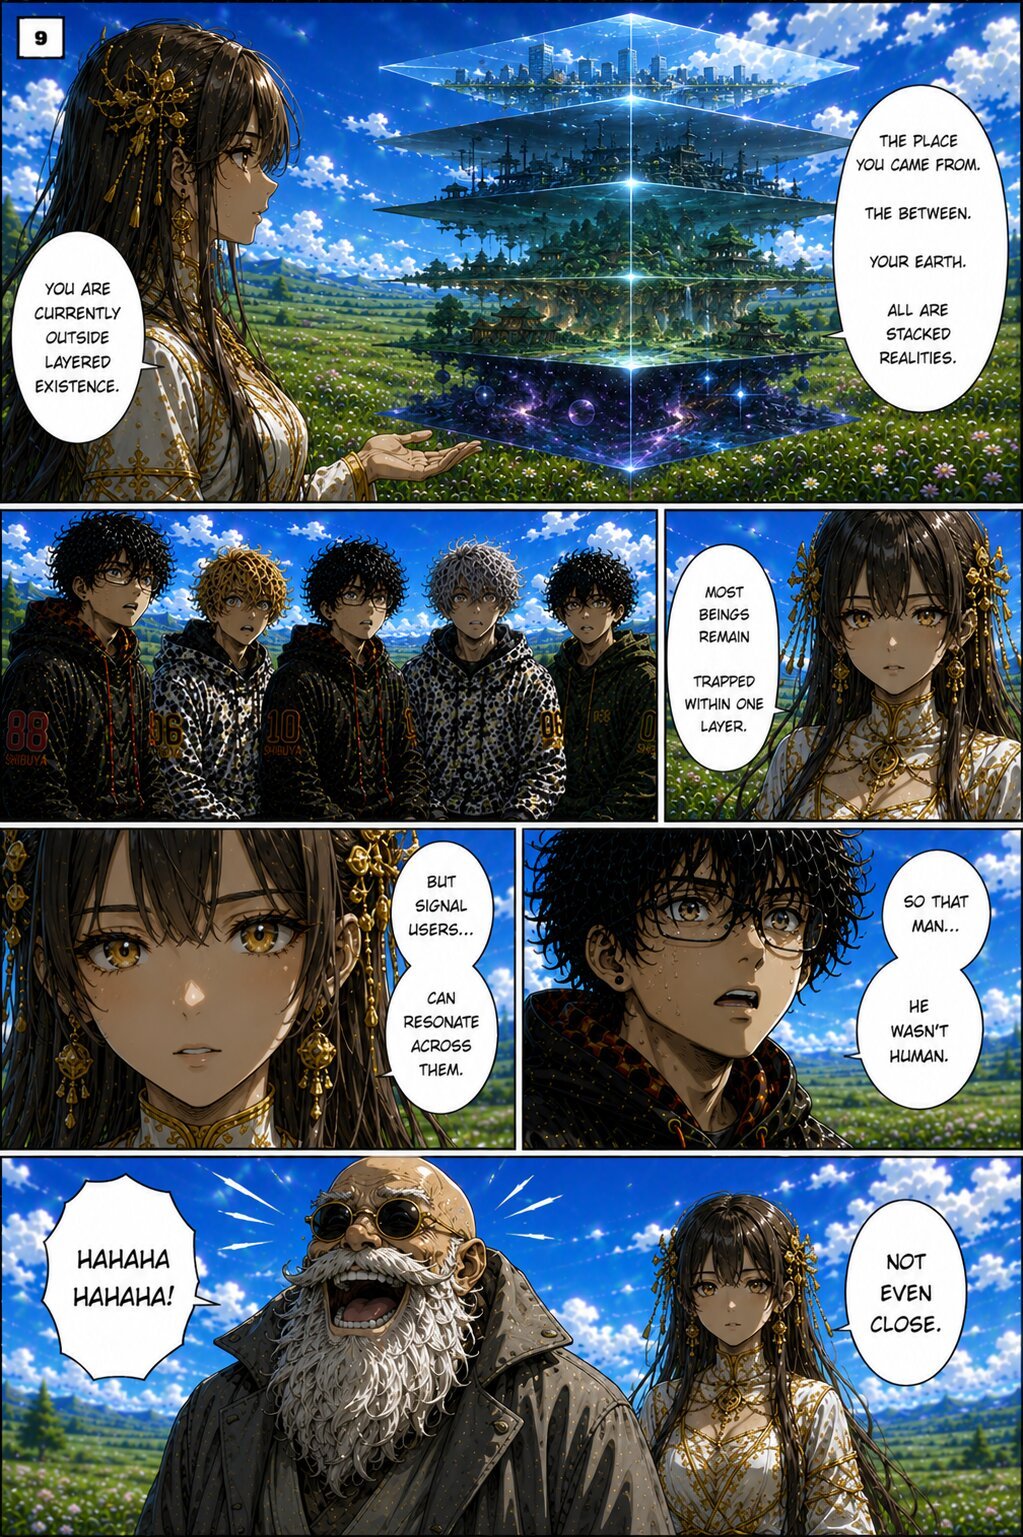 9
YOU ARE
CURRENTLY
OUTSIDE
LAYERED
EXISTENCE.
THE PLACE
YOU CAME FROM.
THE BETWEEN.
YOUR EARTH.
ALL ARE
STACKED
REALITIES.
88
SHIBUYA
06
10
SHIBUYA
06
MOST
BEINGS
REMAIN
TRAPPED
WITHIN ONE
LAYER.
BUT
SIGNAL
USERS...
CAN
RESONATE
ACROSS
THEM.
SO THAT
MAN...
HE
WASN'T
HUMAN.
HAHAHA
HAHAHA!
NOT
EVEN
CLOSE.